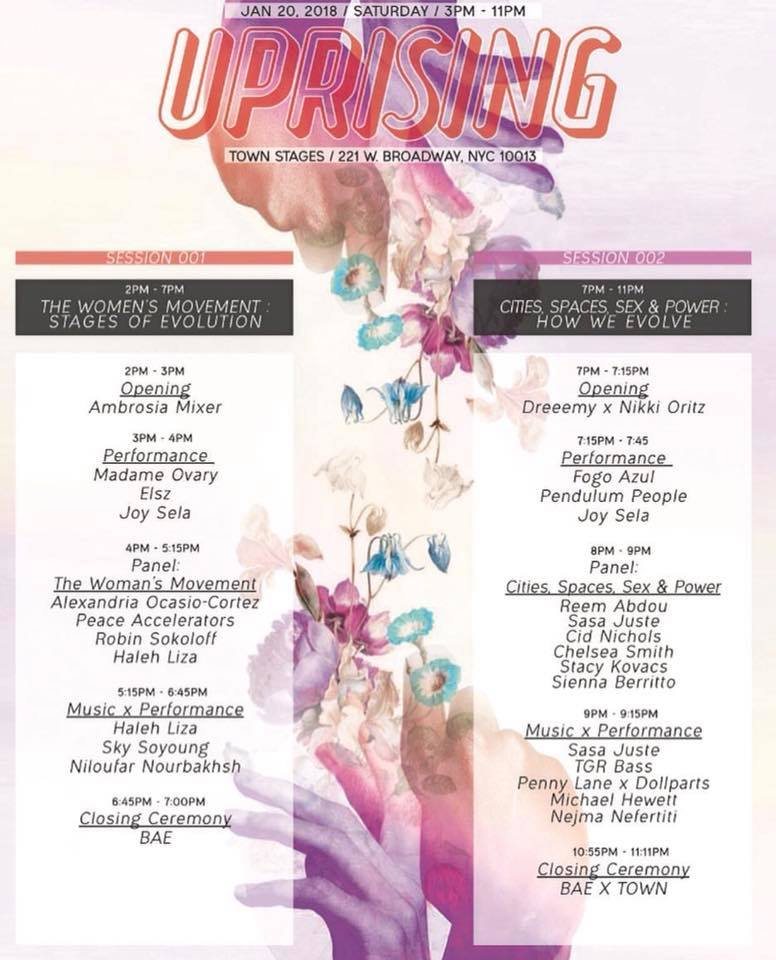 JAN 20, 2018 / SATURDAY / 3PM - 11PM
UPRISING
TOWN STAGES / 221 W. BROADWAY, NYC 10013
SESSION 001
2PM - 7PM
THE WOMEN'S MOVEMENT :
STAGES OF EVOLUTION
2PM - 3PM
Opening
Ambrosia Mixer
3PM - 4PM
Performance
Madame Ovary
Elsz
Joy Sela
4PM - 5:15PM
Panel:
The Woman's Movement
Alexandria Ocasio-Cortez
Peace Accelerators
Robin Sokoloff
Haleh Liza
5:15PM - 6:45PM
Music x Performance
Haleh Liza
Sky Soyoung
Niloufar Nourbakhsh
6:45PM - 7:00PM
Closing Ceremony
BAE
SESSION 002
7PM - 11PM
CITIES, SPACES, SEX & POWER :
HOW WE EVOLVE
7PM - 7:15PM
Opening
Dreeemy x Nikki Oritz
7:15PM - 7:45
Performance
Fogo Azul
Pendulum People
Joy Sela
8PM - 9PM
Panel:
Cities, Spaces, Sex & Power
Reem Abdou
Sasa Juste
Cid Nichols
Chelsea Smith
Stacy Kovacs
Sienna Berritto
9PM - 9:15PM
Music x Performance
Sasa Juste
TGR Bass
Penny Lane x Dollparts
Michael Hewett
Nejma Nefertiti
10:55PM - 11:11PM
Closing Ceremony
BAE X TOWN